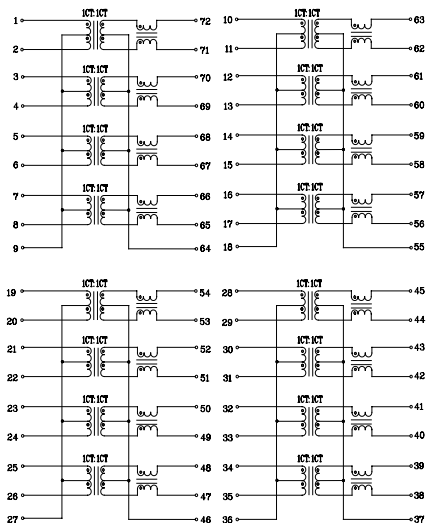 1CT:1CT 1CT:1CT
1 72 10 63
2 71 11 62
1CT:1CT 1CT:1CT
3 70 12 61
4 69 13 60
1CT:1CT 1CT:1CT
5 68 14 59
6 67 15 58
1CT:1CT 1CT:1CT
7 66 16 57
8 65 17 56
9 64 18 55
1CT:1CT 1CT:1CT
19 54 28 45
20 53 29 44
1CT:1CT 1CT:1CT
21 52 30 43
22 51 31 42
1CT:1CT 1CT:1CT
23 50 32 41
24 49 33 40
1CT:1CT 1CT:1CT
25 48 34 39
26 47 35 38
27 46 36 37